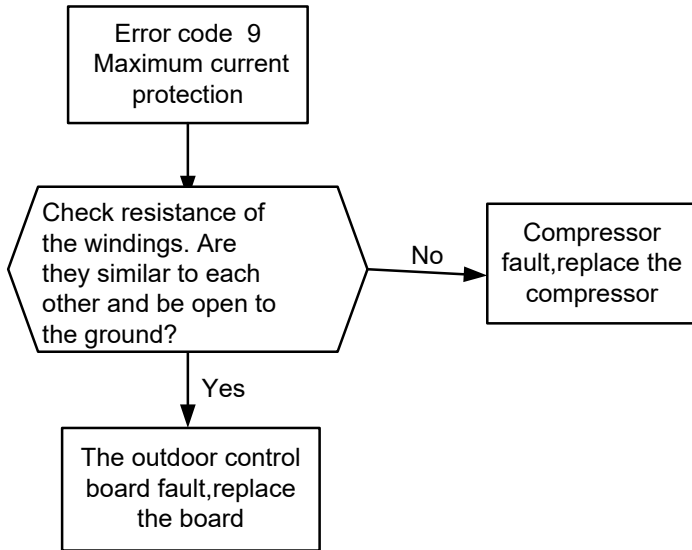 Error code  9
Maximum current
protection
Check resistance of
the windings. Are
they similar to each
other and be open to
the ground?
No
Compressor
fault,replace the
compressor
Yes
The outdoor control
board fault,replace
the board